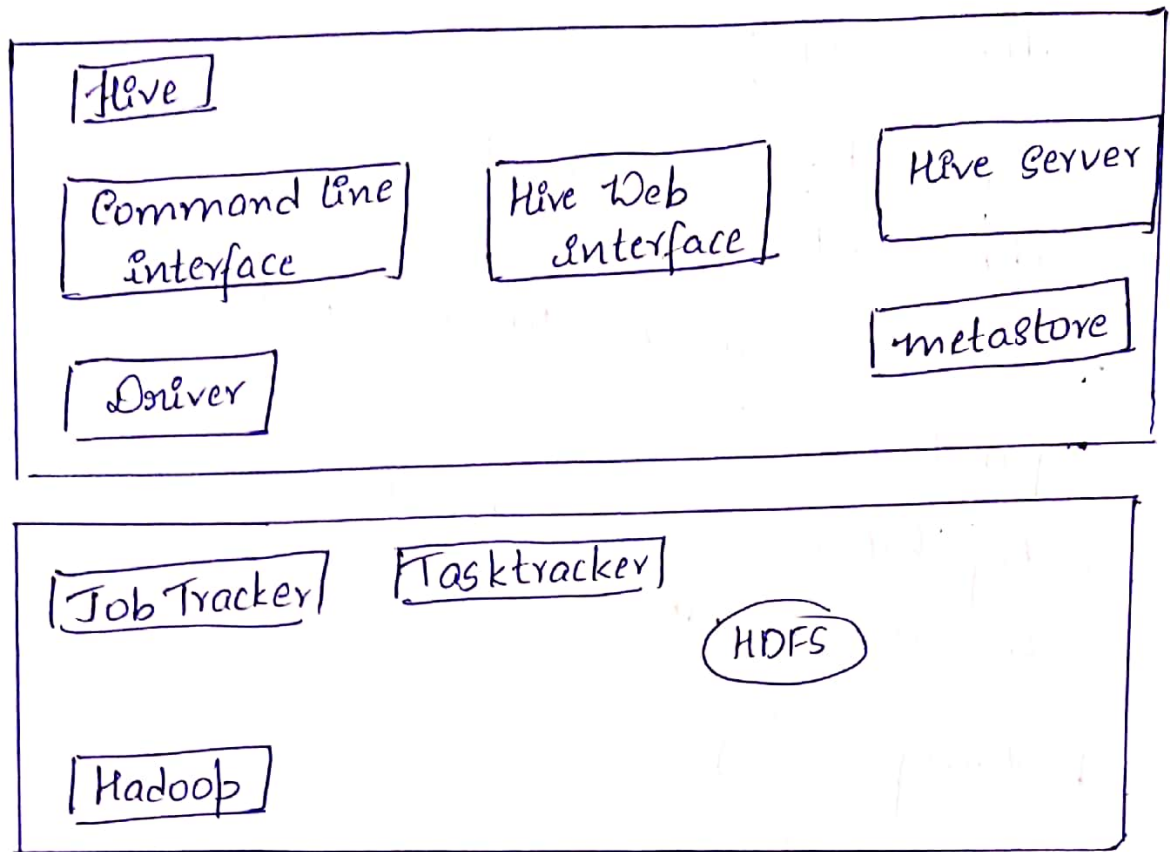 Hive
Command line
interface
Hive Web
interface
Hive Server
metastore
Driver
Job Tracker
Tasktracker
HDFS
Hadoop